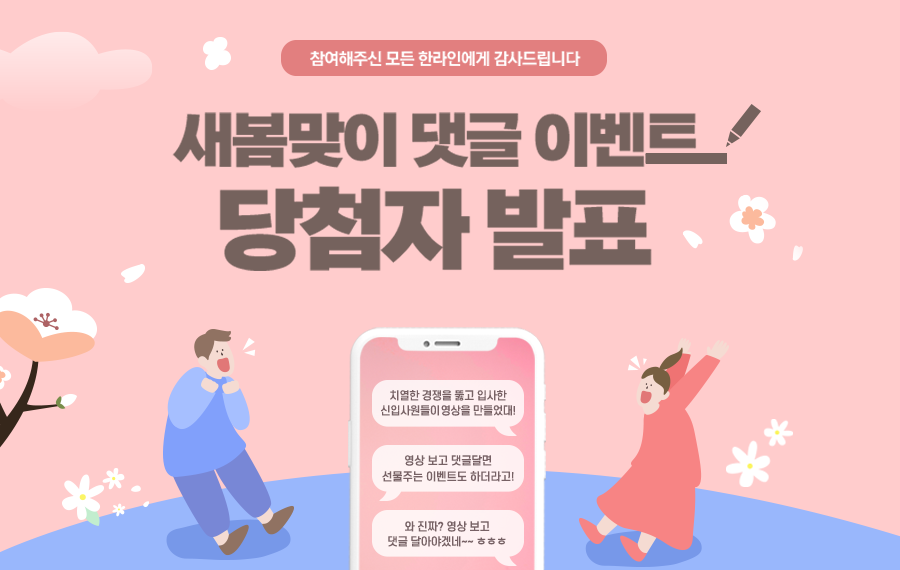 참여해주신 모든 한라인에게 감사드립니다
새봄맞이 댓글 이벤트
당첨자 발표
치열한 경쟁을 뚫고 입사한
신입사원들이 영상을 만들었대!
영상 보고 댓글달면
선물주는 이벤트도 하더라고!
와 진짜? 영상 보고
댓글 달아야겠네~~ ㅎㅎㅎ